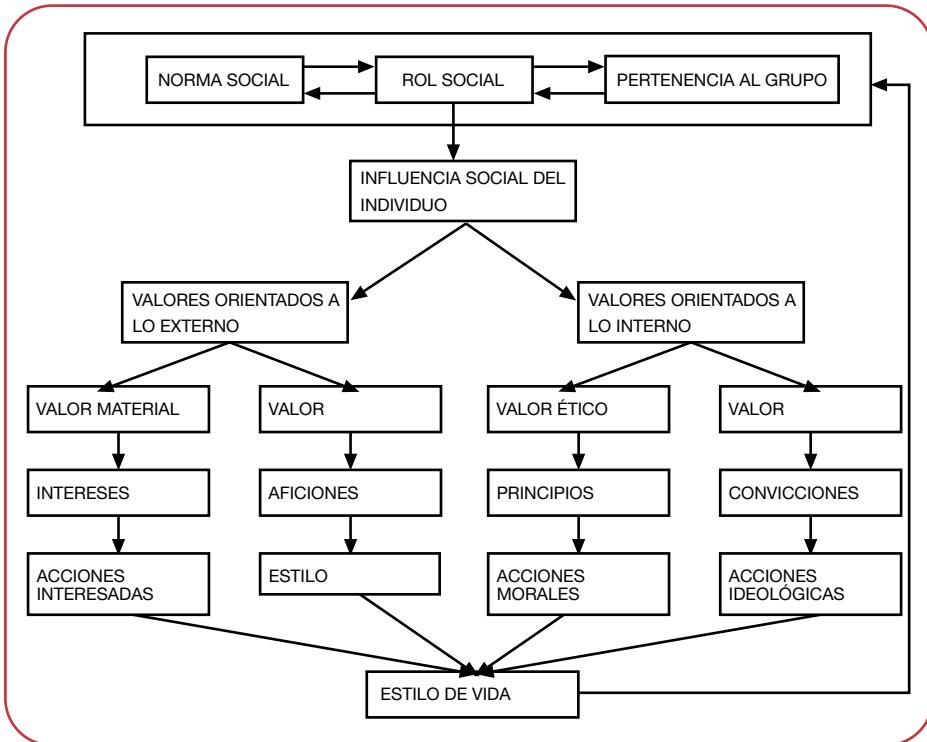 NORMA SOCIAL
ROL SOCIAL
PERTENENCIA AL GRUPO
INFLUENCIA SOCIAL DEL
INDIVIDUO
VALORES ORIENTADOS A
LO EXTERNO
VALORES ORIENTADOS A
LO INTERNO
VALOR MATERIAL
VALOR
VALOR ÉTICO
VALOR
INTERESES
AFICIONES
PRINCIPIOS
CONVICCIONES
ACCIONES
INTERESADAS
ESTILO
ACCIONES
MORALES
ACCIONES
IDEOLÓGICAS
ESTILO DE VIDA